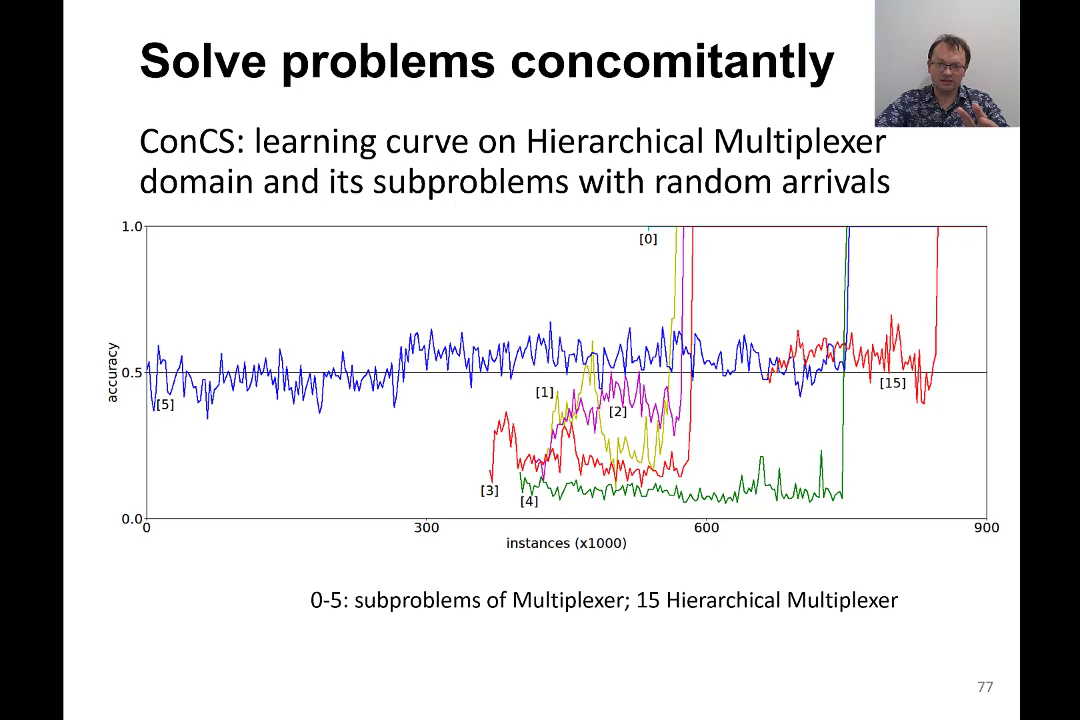 Solve problems concomitantly
ConCS: learning curve on Hierarchical Multiplexer
domain and its subproblems with random arrivals
1.0
[0]
accuracy
0.5
[5]
[1]
[2]
[15]
[3]
[4]
0.0
0
300
600
900
instances (x1000)
0-5: subproblems of Multiplexer; 15 Hierarchical Multiplexer
77